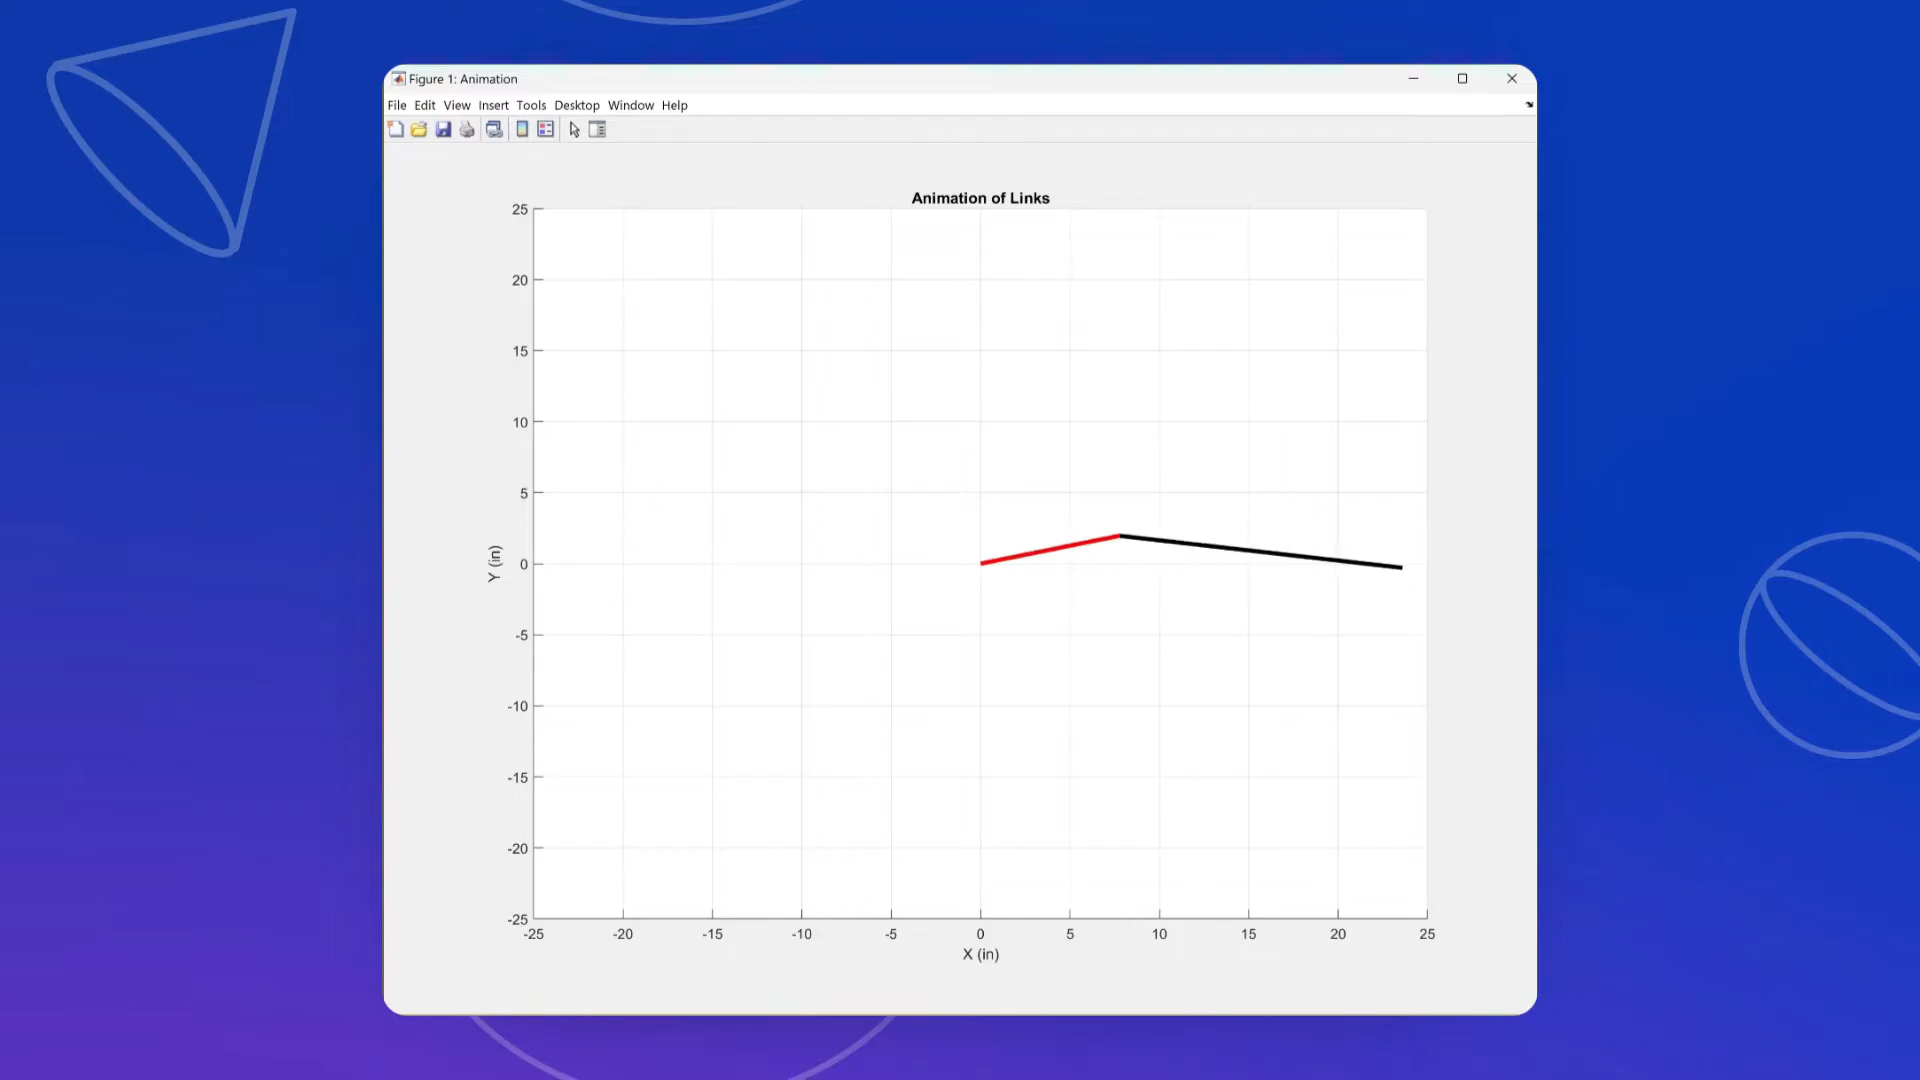 Figure 1: Animation
File Edit View Insert Tools Desktop Window Help
Animation of Links
25
20
15
10
5
0
-5
-10
-15
-20
-25
Y (in)
-25 -20 -15 -10 -5 0 5 10 15 20 25
X (in)